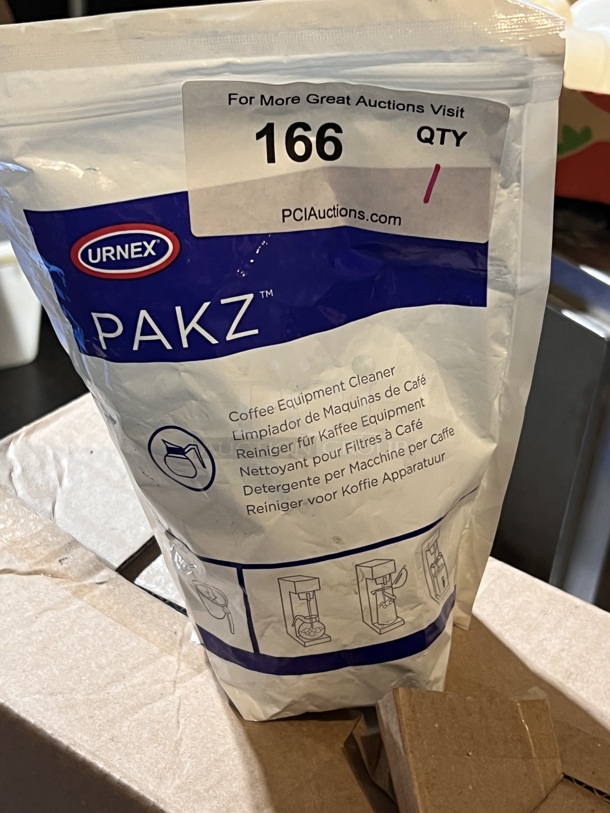 For More Great Auctions Visit
166 QTY
1
PCIAuctions.com
URNEX®
PAKZ™
Coffee Equipment Cleaner
Limpiador de Maquinas de Café
Reiniger für Kaffee Equipment
Nettoyant pour Filtres à Café
Detergente per Macchine per Caffe
Reiniger voor Koffie Apparatuur